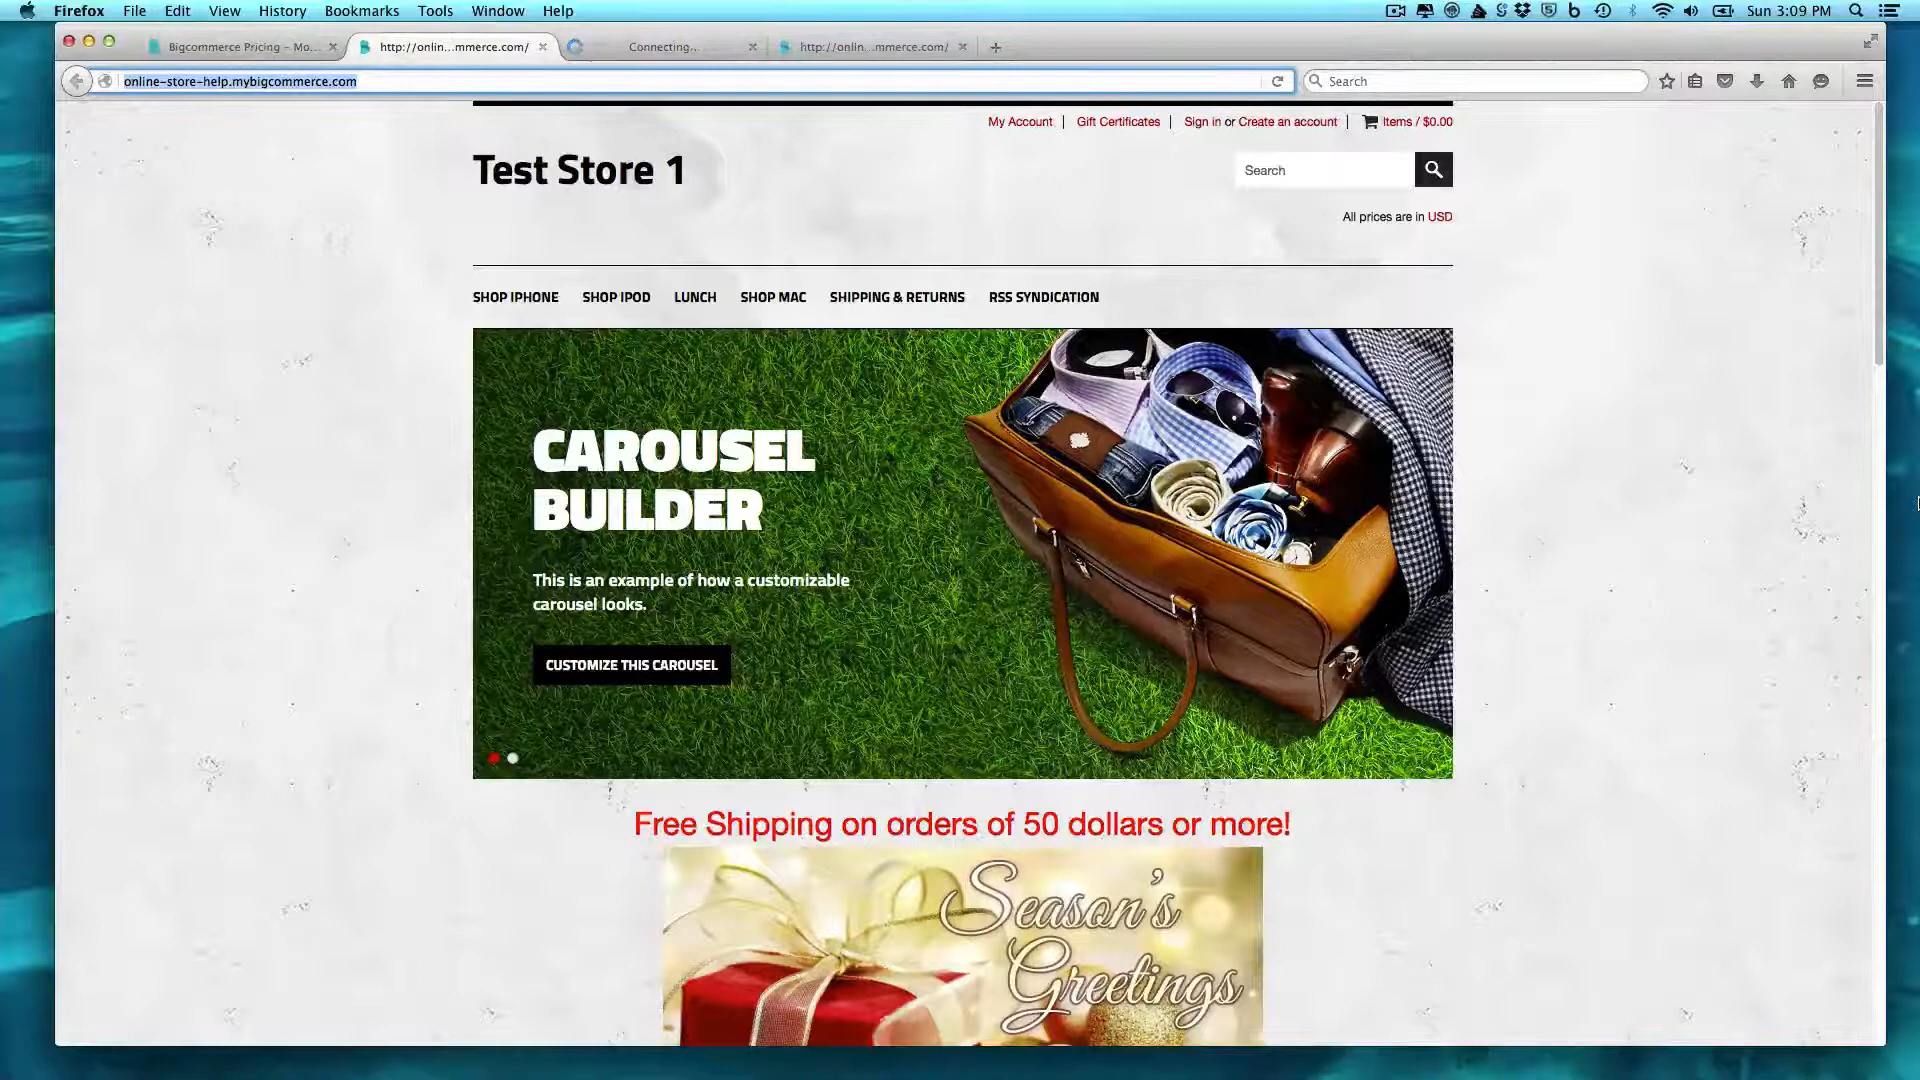 Firefox File Edit View History Bookmarks Tools Window Help
Sun 3:09 PM
Bigcommerce Pricing – Mo...
http://onlin...mmerce.com/
Connecting...
http://onlin...mmerce.com/
online-store-help.mybigcommerce.com
Search
My Account | Gift Certificates | Sign in or Create an account | Items / $0.00
Test Store 1
Search
All prices are in USD
SHOP IPHONE SHOP IPOD LUNCH SHOP MAC SHIPPING & RETURNS RSS SYNDICATION
CAROUSEL
BUILDER
This is an example of how a customizable
carousel looks.
CUSTOMIZE THIS CAROUSEL
Free Shipping on orders of 50 dollars or more!
Season's
Greetings